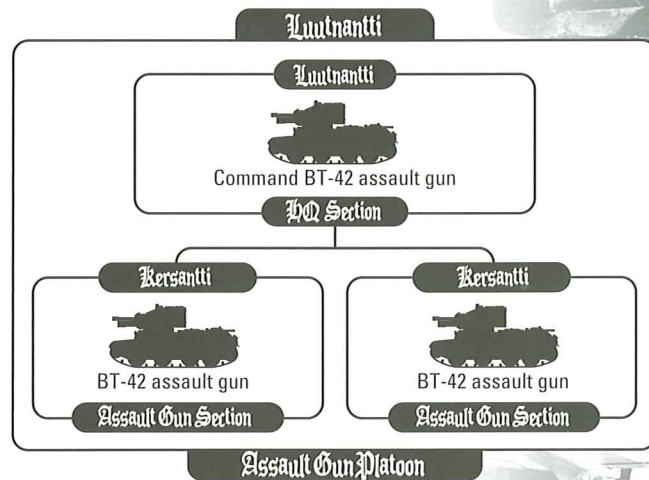 Luutnantti
Luutnantti
Command BT-42 assault gun
HQ Section
Kersantti
Kersantti
BT-42 assault gun
BT-42 assault gun
Assault Gun Section
Assault Gun Section
Assault Gun Platoon